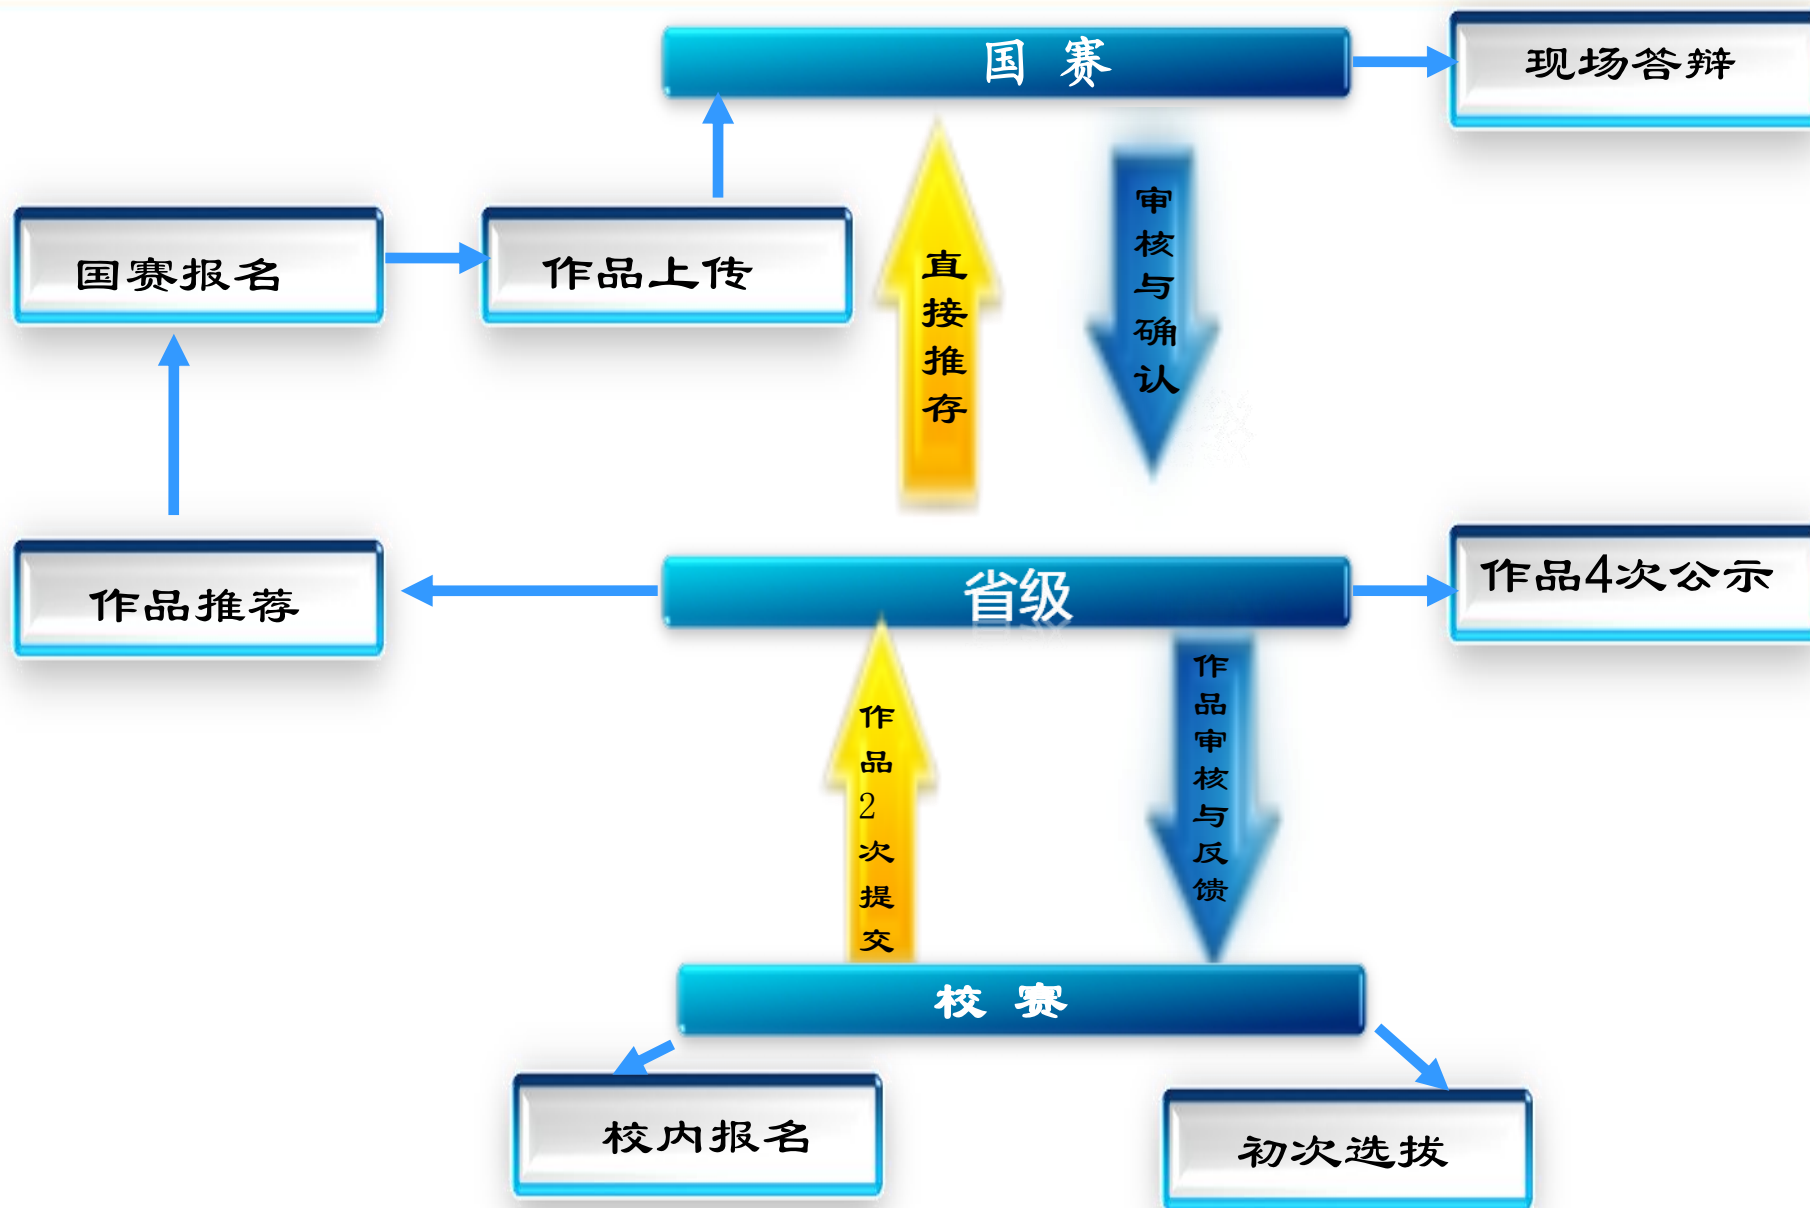 国 赛
现场答辩
国赛报名
作品上传
直接推存
审核与确认
作品推荐
省级
作品4次公示
作品2次提交
作品审核与反馈
校 赛
校内报名
初次选拔